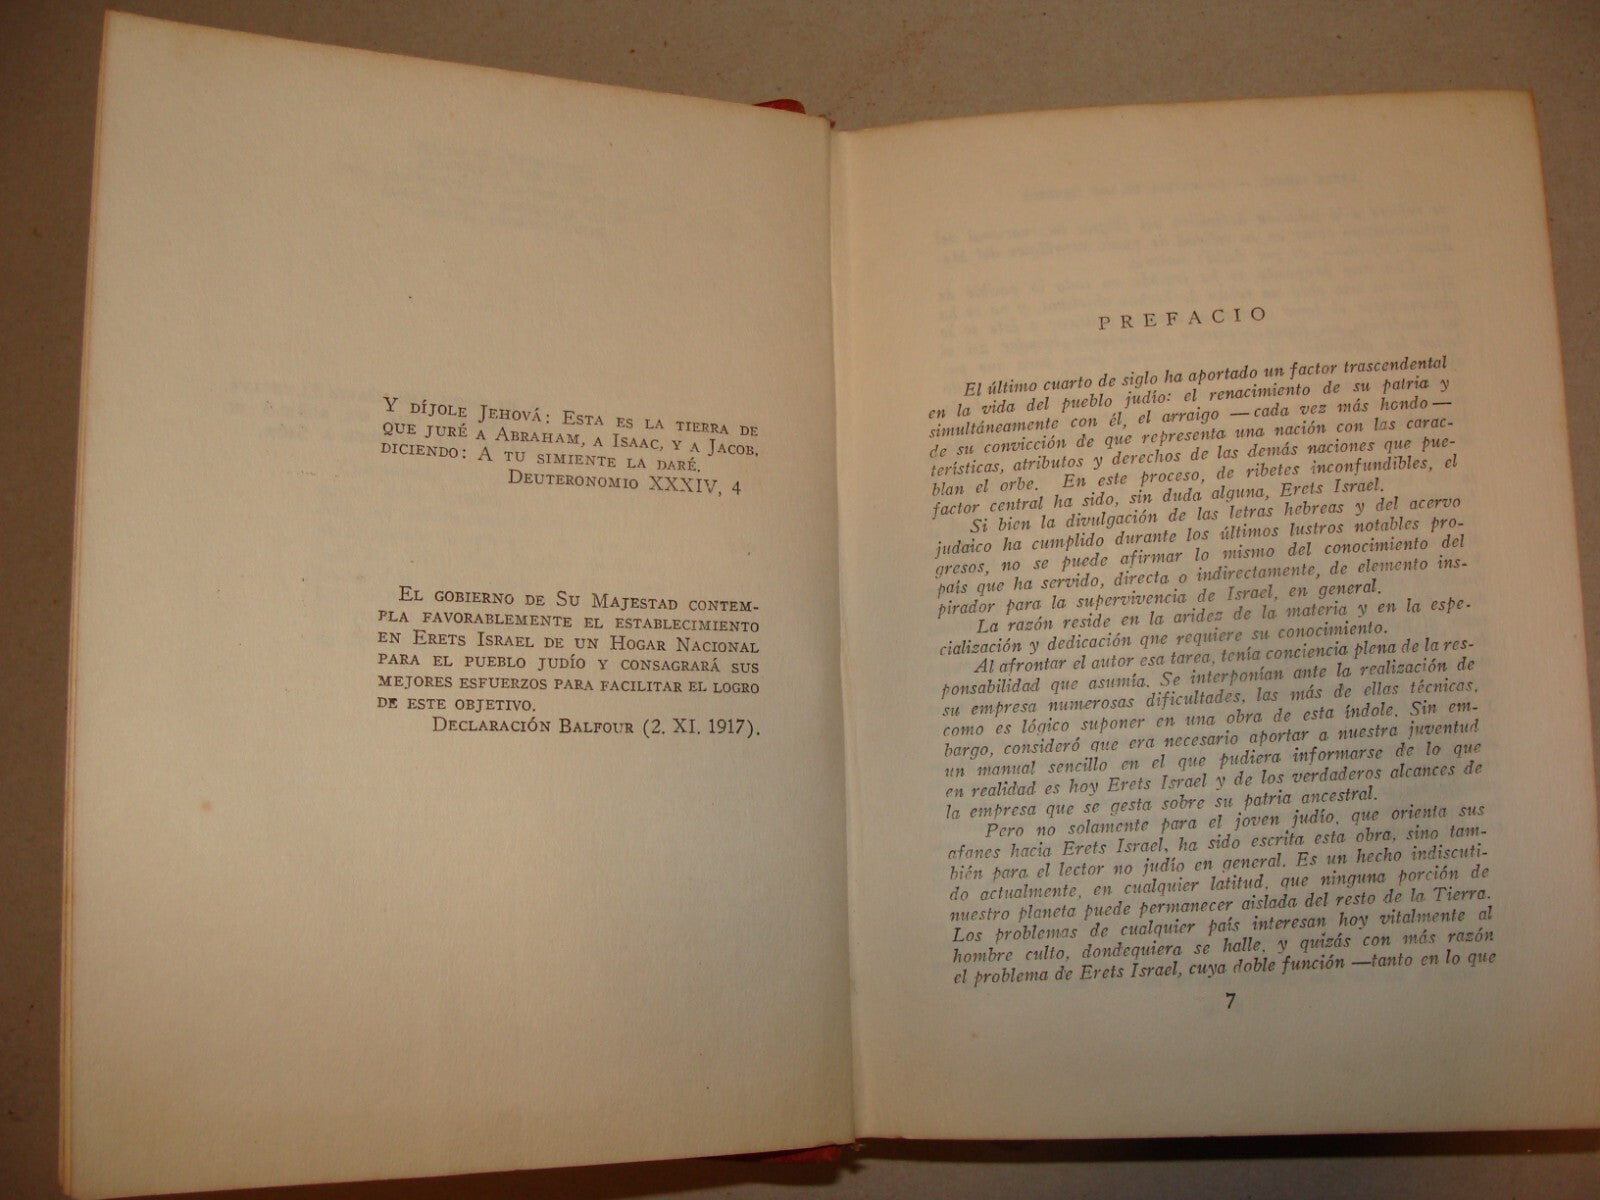 Y díjole Jehová: Esta es la tierra de
que juré a Abraham, a Isaac, y a Jacob,
diciendo: A tu simiente la daré.
Deuteronomio XXXIV, 4
El gobierno de Su Majestad contem-
pla favorablemente el establecimiento
en Erets Israel de un Hogar Nacional
para el pueblo judío y consagrará sus
mejores esfuerzos para facilitar el logro
de este objetivo.
Declaración Balfour (2. XI. 1917).
PREFACIO
El último cuarto de siglo ha aportado un factor trascendental
en la vida del pueblo judío: el renacimiento de su patria y
simultáneamente con él, el arraigo —cada vez más hondo—
de su convicción de que representa una nación con las carac-
terísticas, atributos y derechos de las demás naciones que pue-
blan el orbe. En este proceso, de ribetes inconfundibles, el
factor central ha sido, sin duda alguna, Erets Israel.
Si bien la divulgación de las letras hebreas y del acervo
judaico ha cumplido durante los últimos lustros notables pro-
gresos, no se puede afirmar lo mismo del conocimiento del
país que ha servido, directa o indirectamente, de elemento ins-
pirador para la supervivencia de Israel, en general.
La razón reside en la aridez de la materia y en la espe-
cialización y dedicación qne requiere su conocimiento.
Al afrontar el autor esa tarea, tenía conciencia plena de la res-
ponsabilidad que asumía. Se interponían ante la realización de
su empresa numerosas dificultades, las más de ellas técnicas,
como es lógico suponer en una obra de esta índole. Sin em-
bargo, consideró que era necesario aportar a nuestra juventud
un manual sencillo en el que pudiera informarse de lo que
en realidad es hoy Erets Israel y de los verdaderos alcances de
la empresa que se gesta sobre su patria ancestral.
Pero no solamente para el joven judío, que orienta sus
afanes hacia Erets Israel, ha sido escrita esta obra, sino tam-
bién para el lector no judío en general. Es un hecho indiscuti-
do actualmente, en cualquier latitud, que ninguna porción de
nuestro planeta puede permanecer aislada del resto de la Tierra.
Los problemas de cualquier país interesan hoy vitalmente al
hombre culto, dondequiera se halle, y quizás con más razón
el problema de Erets Israel, cuya doble función —tanto en lo que
7